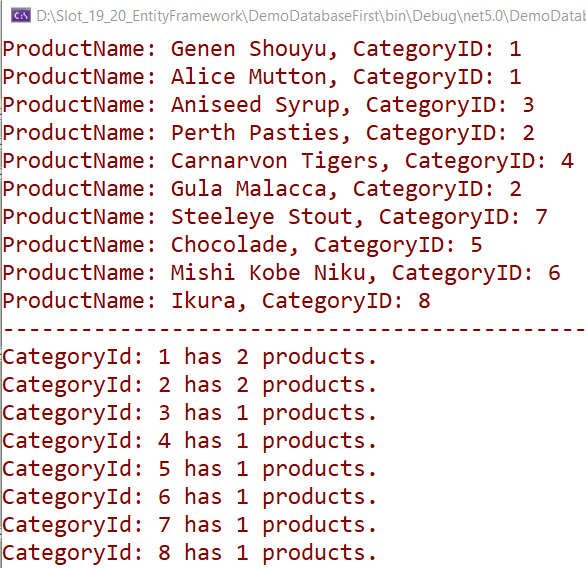 D:\Slot_19_20_EntityFramework\DemoDatabaseFirst\bin\Debug\net5.0\DemoDatab
ProductName: Genen Shouyu, CategoryID: 1
ProductName: Alice Mutton, CategoryID: 1
ProductName: Aniseed Syrup, CategoryID: 3
ProductName: Perth Pasties, CategoryID: 2
ProductName: Carnarvon Tigers, CategoryID: 4
ProductName: Gula Malacca, CategoryID: 2
ProductName: Steeleye Stout, CategoryID: 7
ProductName: Chocolade, CategoryID: 5
ProductName: Mishi Kobe Niku, CategoryID: 6
ProductName: Ikura, CategoryID: 8
---------------------------------------------
CategoryId: 1 has 2 products.
CategoryId: 2 has 2 products.
CategoryId: 3 has 1 products.
CategoryId: 4 has 1 products.
CategoryId: 5 has 1 products.
CategoryId: 6 has 1 products.
CategoryId: 7 has 1 products.
CategoryId: 8 has 1 products.